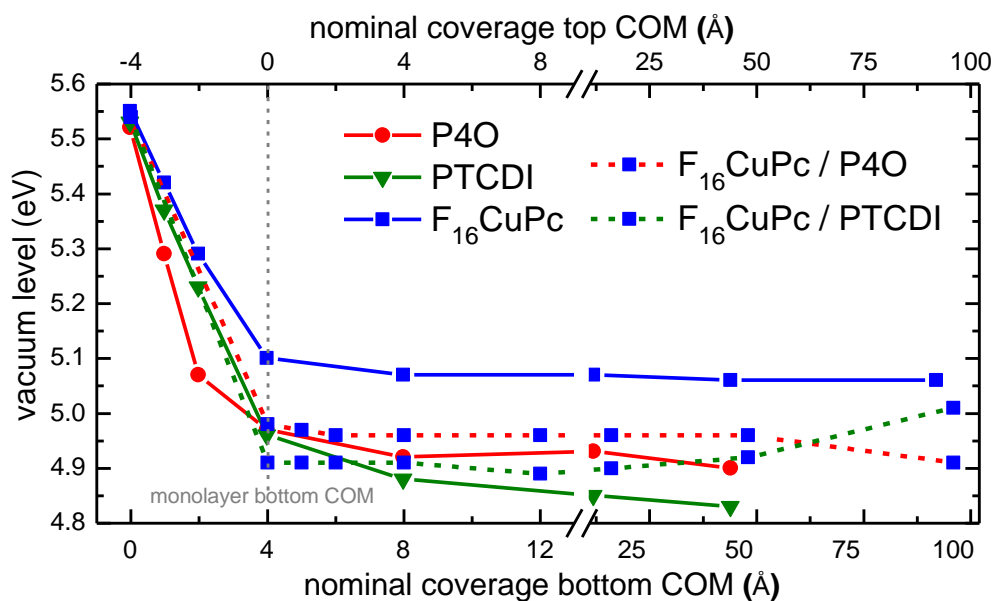 nominal coverage top COM (Å)
-4 0 4 8 25 50 75 100
5.6
5.5
5.4
5.3
5.2
5.1
5.0
4.9
4.8
vacuum level (eV)
P4O
PTCDI
F₁₆CuPc
F₁₆CuPc / P4O
F₁₆CuPc / PTCDI
monolayer bottom COM
0 4 8 12 25 50 75 100
nominal coverage bottom COM (Å)